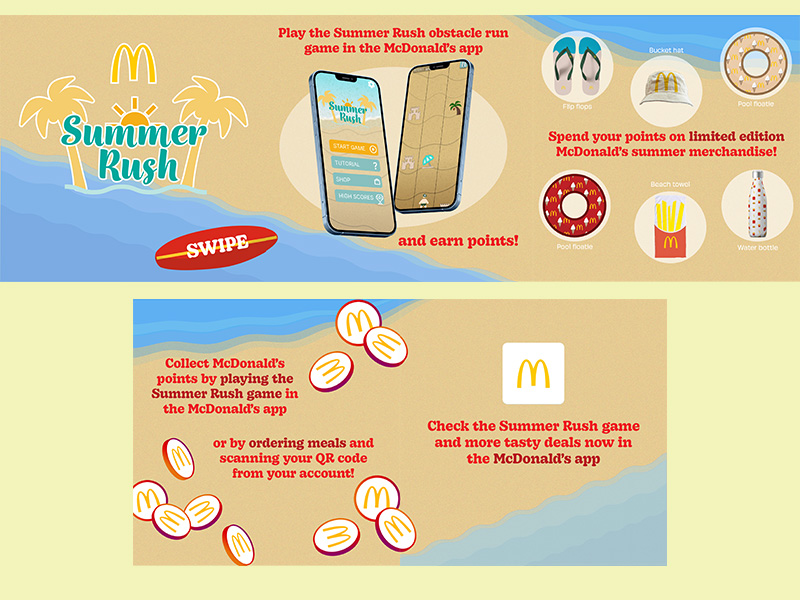 Summer
Rush
SWIPE
Play the Summer Rush obstacle run
game in the McDonald's app
Summer
Rush
START GAME
TUTORIAL ?
SHOP
HIGH SCORES
and earn points!
Flip flops
Bucket hat
Pool floatie
Spend your points on limited edition
McDonald's summer merchandise!
Pool floatie
Beach towel
Water bottle
Collect McDonald's
points by playing the
Summer Rush game in
the McDonald's app
or by ordering meals and
scanning your QR code
from your account!
Check the Summer Rush game
and more tasty deals now in
the McDonald's app